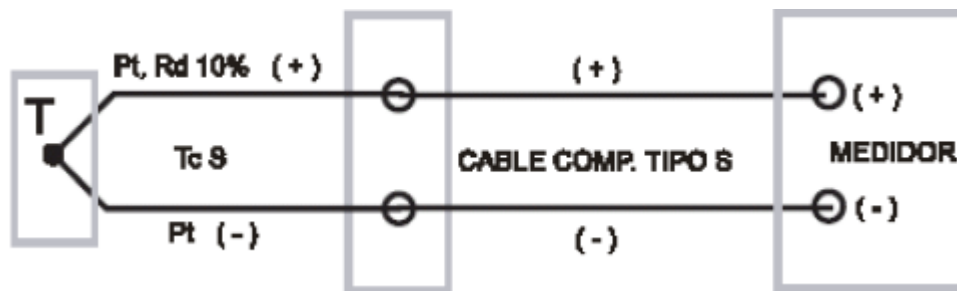 Pt, Rd 10% (+)
(+)
T
(+)
Tc S
CABLE COMP. TIPO S
MEDIDOR
Pt (-)
(-)
(-)